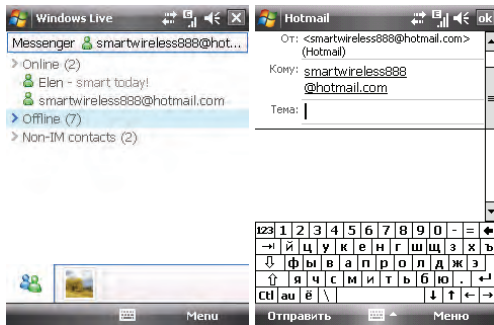 Windows Live
Messenger smartwireless888@hot...
Online (2)
Elen - smart today!
smartwireless888@hotmail.com
Offline (7)
Non-IM contacts (2)
Menu
Hotmail
ok
От: <smartwireless888@hotmail.com>
(Hotmail)
Кому: smartwireless888
@hotmail.com
Тема:
123 1 2 3 4 5 6 7 8 9 0 - =
й ц у к е н г ш щ з х ъ
ф ы в а п р о л д ж э
я ч с м и т ь б ю .
Ctl аu ё \
Отправить Меню